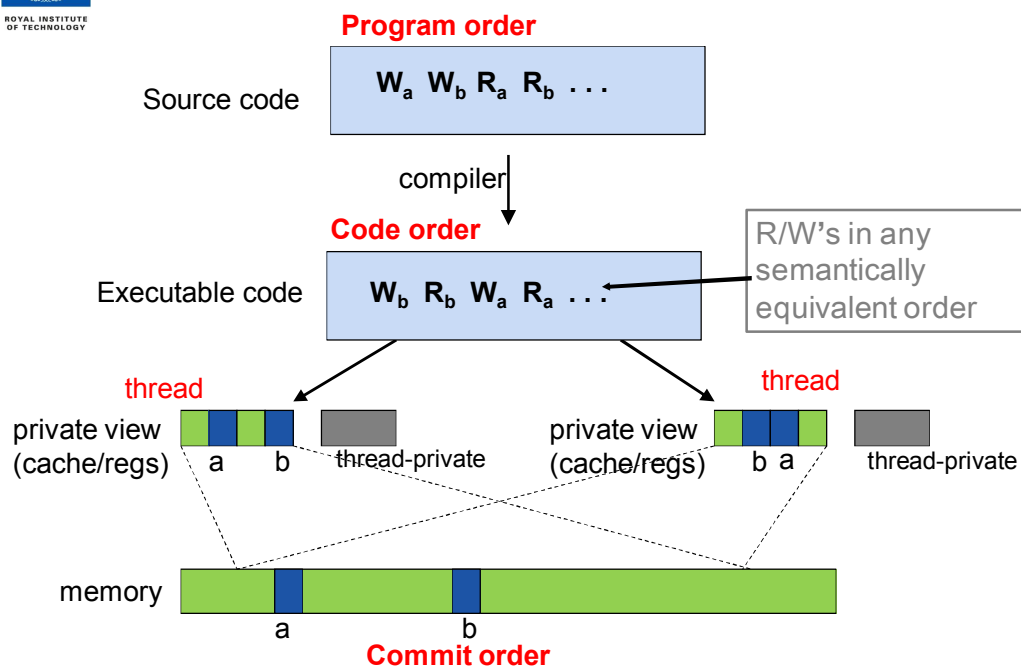 ROYAL INSTITUTE
OF TECHNOLOGY
Program order
Source code
Wa Wb Ra Rb . . .
compiler
Code order
Executable code
Wb Rb Wa Ra . . .
R/W's in any
semantically
equivalent order
thread
private view
(cache/regs)
a
b
thread-private
thread
private view
(cache/regs)
b
a
thread-private
memory
a
b
Commit order